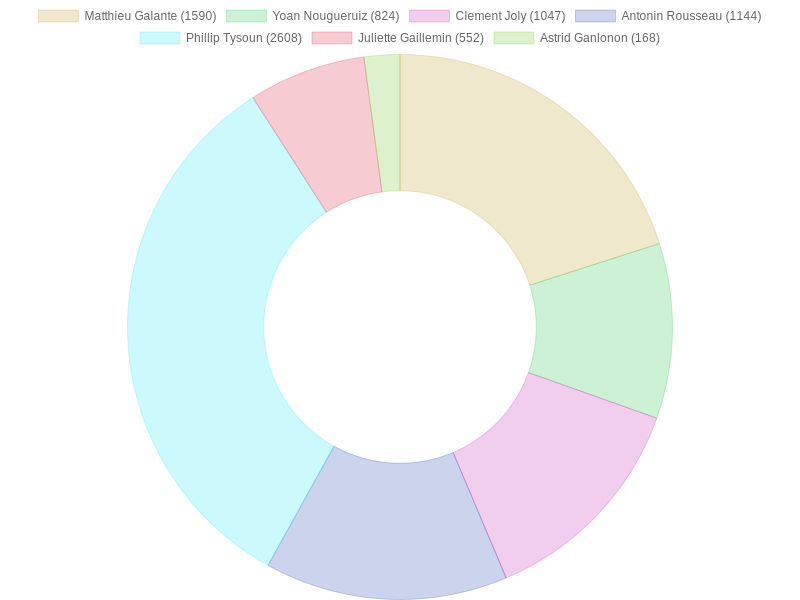 Matthieu Galante (1590) Yoan Nougueruiz (824) Clement Joly (1047) Antonin Rousseau (1144)
Phillip Tysoun (2608) Juliette Gaillemin (552) Astrid Ganlonon (168)